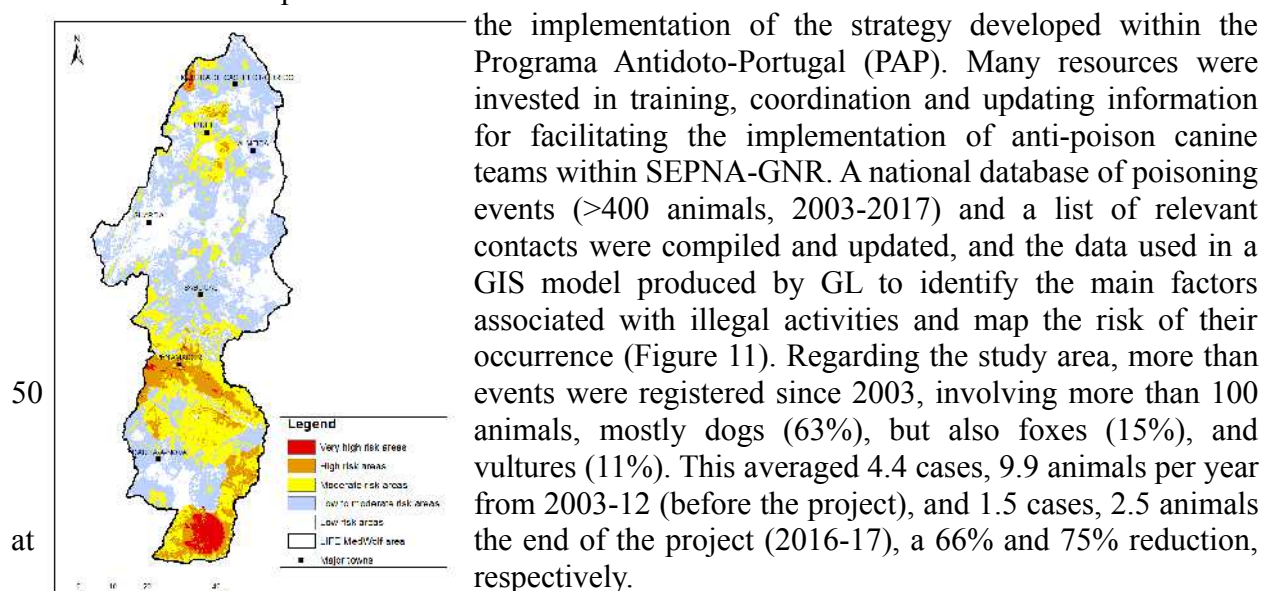 the implementation of the strategy developed within the
Programa Antidoto-Portugal (PAP). Many resources were
invested in training, coordination and updating information
for facilitating the implementation of anti-poison canine
teams within SEPNA-GNR. A national database of poisoning
events (>400 animals, 2003-2017) and a list of relevant
contacts were compiled and updated, and the data used in a
GIS model produced by GL to identify the main factors
associated with illegal activities and map the risk of their
occurrence (Figure 11). Regarding the study area, more than
50 events were registered since 2003, involving more than 100
animals, mostly dogs (63%), but also foxes (15%), and
vultures (11%). This averaged 4.4 cases, 9.9 animals per year
from 2003-12 (before the project), and 1.5 cases, 2.5 animals
at the end of the project (2016-17), a 66% and 75% reduction,
respectively.
N
ALMEIDA
GUARDA
SABUGAL
PENAMACOR
Legend
Very high risk areas
High risk areas
Moderate risk areas
Low to moderate risk areas
Low risk areas
LIFE MedWolf area
Major towns
0 10 20 40